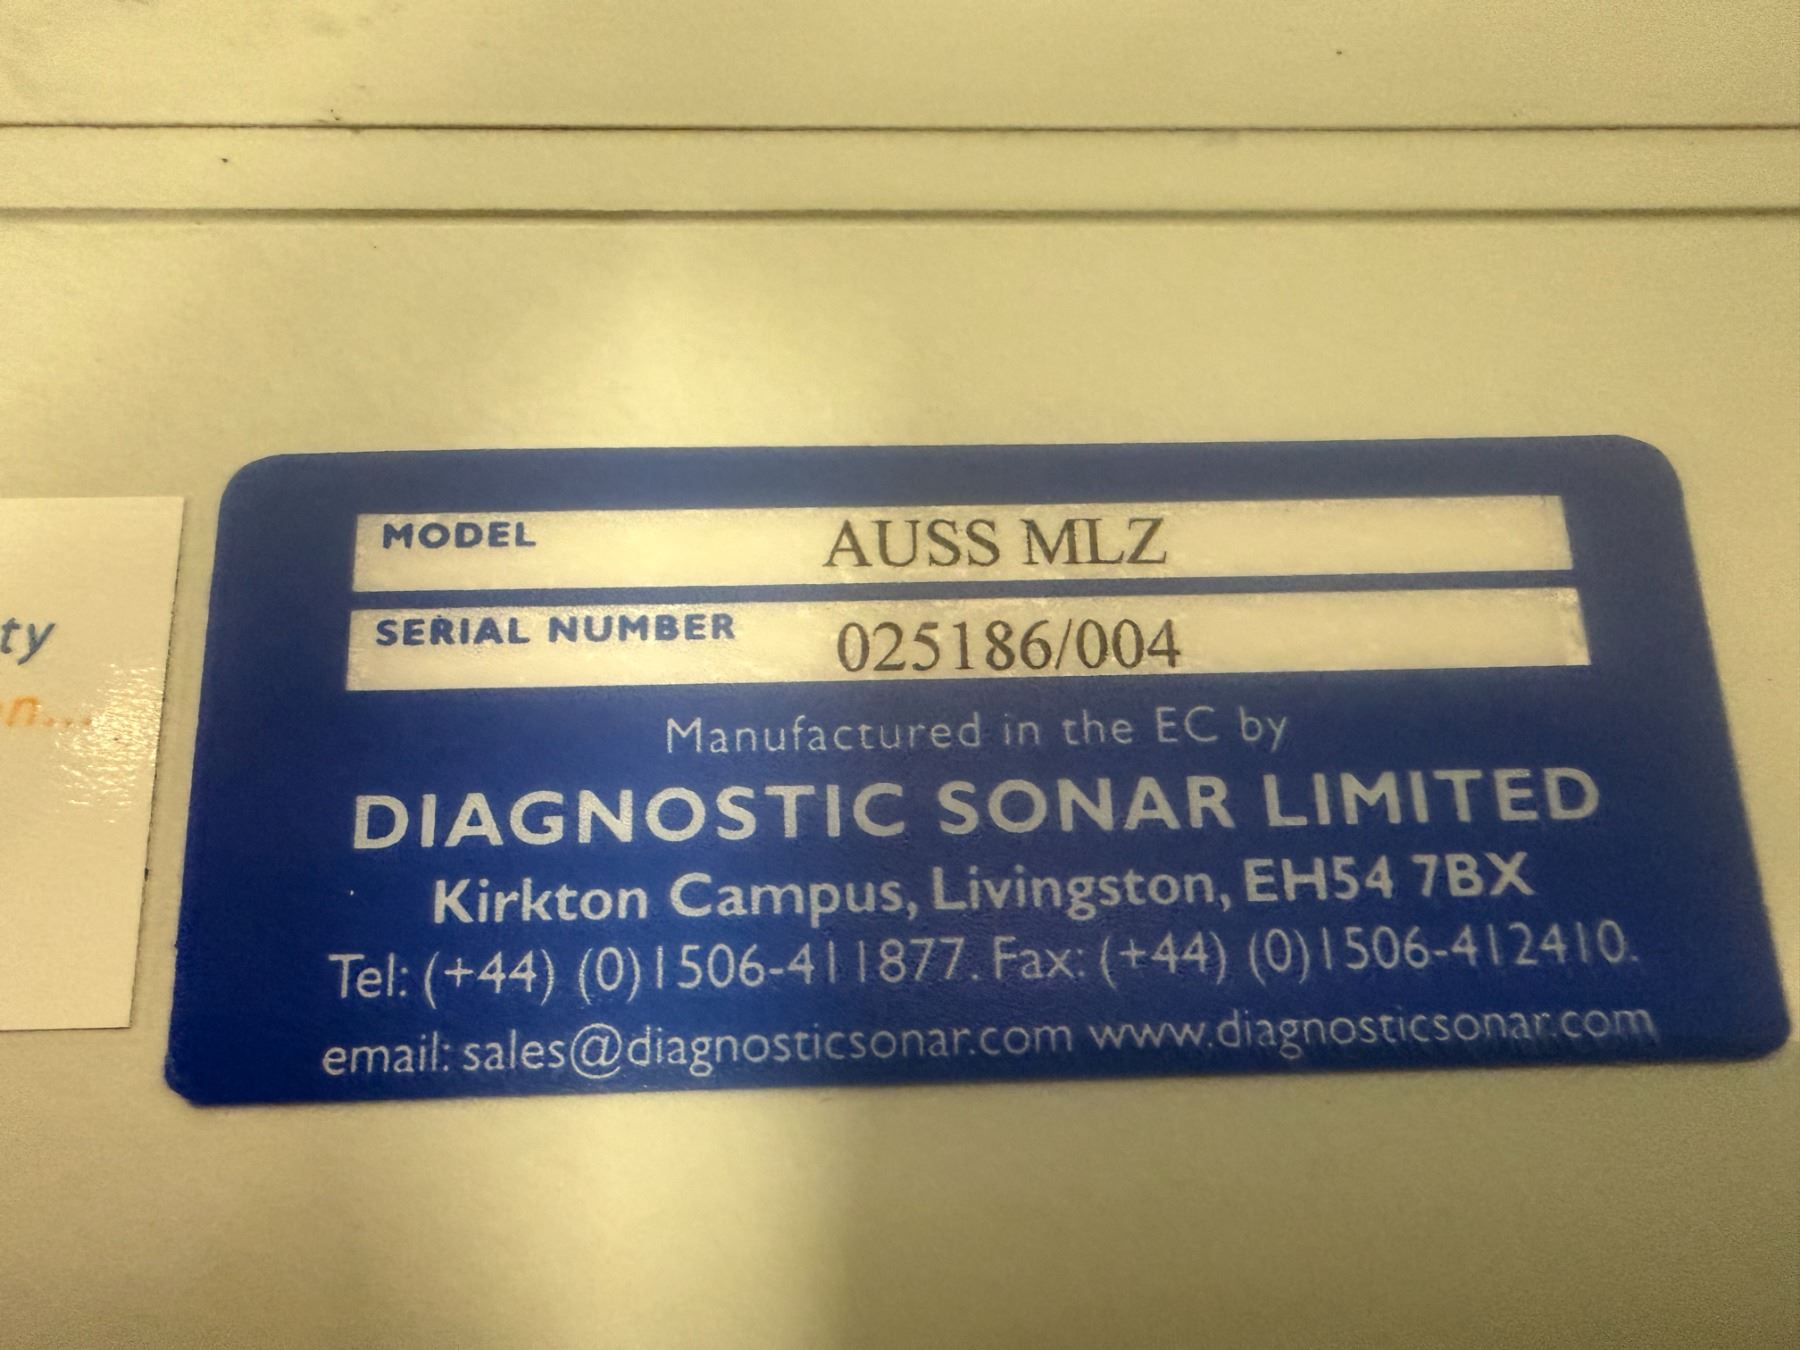 MODEL AUSS MLZ
SERIAL NUMBER 025186/004
Manufactured in the EC by
DIAGNOSTIC SONAR LIMITED
Kirkton Campus, Livingston, EH54 7BX
Tel: (+44) (0)1506-411877. Fax: (+44) (0)1506-412410.
email: sales@diagnosticsonar.com www.diagnosticsonar.com
ty
n...